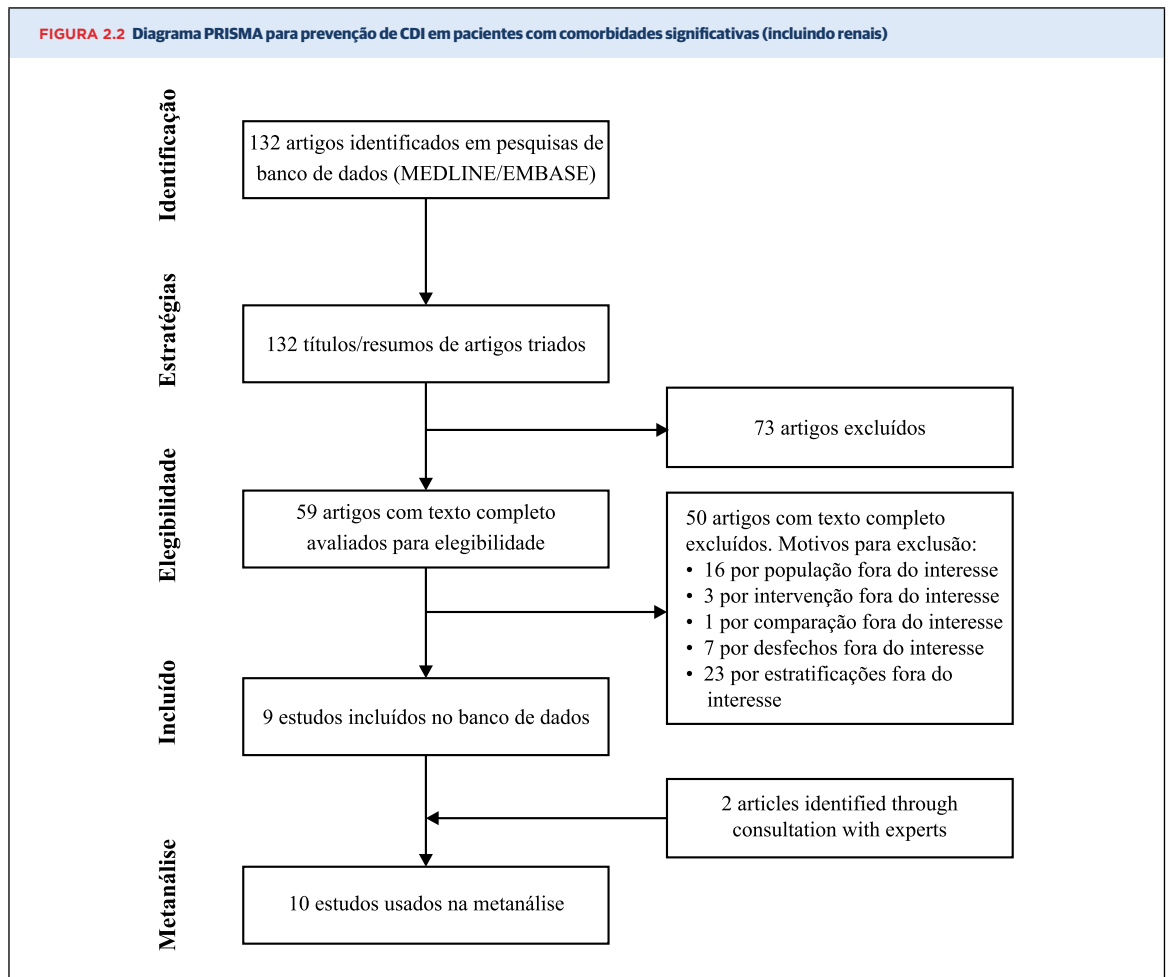 FIGURA 2.2 Diagrama PRISMA para prevenção de CDI em pacientes com comorbidades significativas (incluindo renais)
Identificação
132 artigos identificados em pesquisas de
banco de dados (MEDLINE/EMBASE)
Estratégias
132 títulos/resumos de artigos triados
73 artigos excluídos
Elegibilidade
59 artigos com texto completo
avaliados para elegibilidade
50 artigos com texto completo
excluídos. Motivos para exclusão:
• 16 por população fora do interesse
• 3 por intervenção fora do interesse
• 1 por comparação fora do interesse
• 7 por desfechos fora do interesse
• 23 por estratificações fora do
interesse
Incluído
9 estudos incluídos no banco de dados
2 articles identified through
consultation with experts
Metanálise
10 estudos usados na metanálise